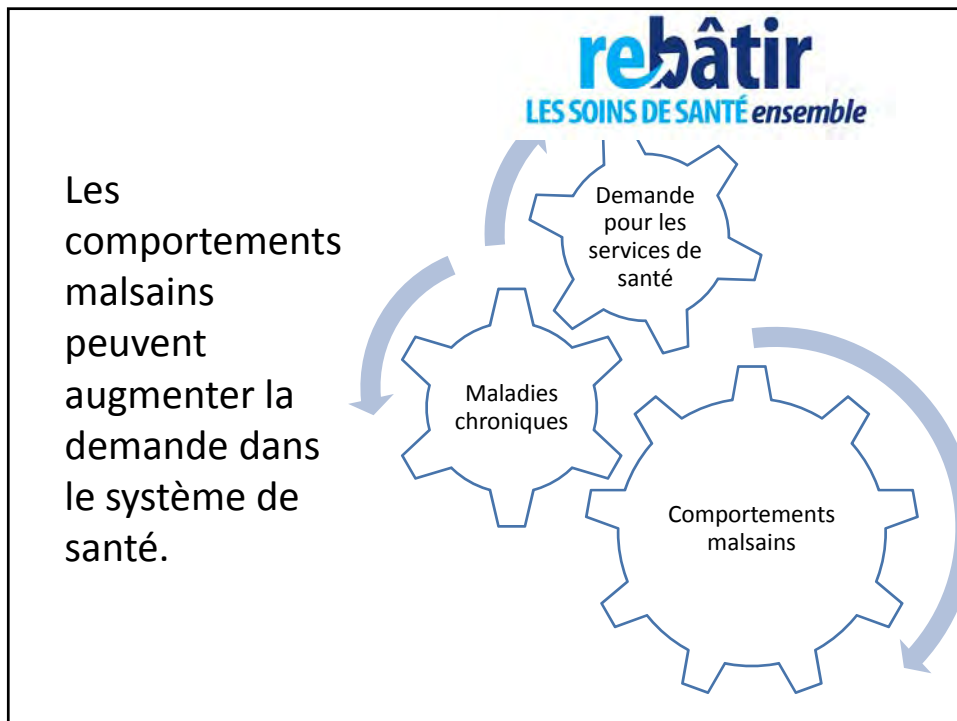 rebâtir
LES SOINS DE SANTÉ ensemble
Les
comportements
malsains
peuvent
augmenter la
demande dans
le système de
santé.
Demande
pour les
services de
santé
Maladies
chroniques
Comportements
malsains